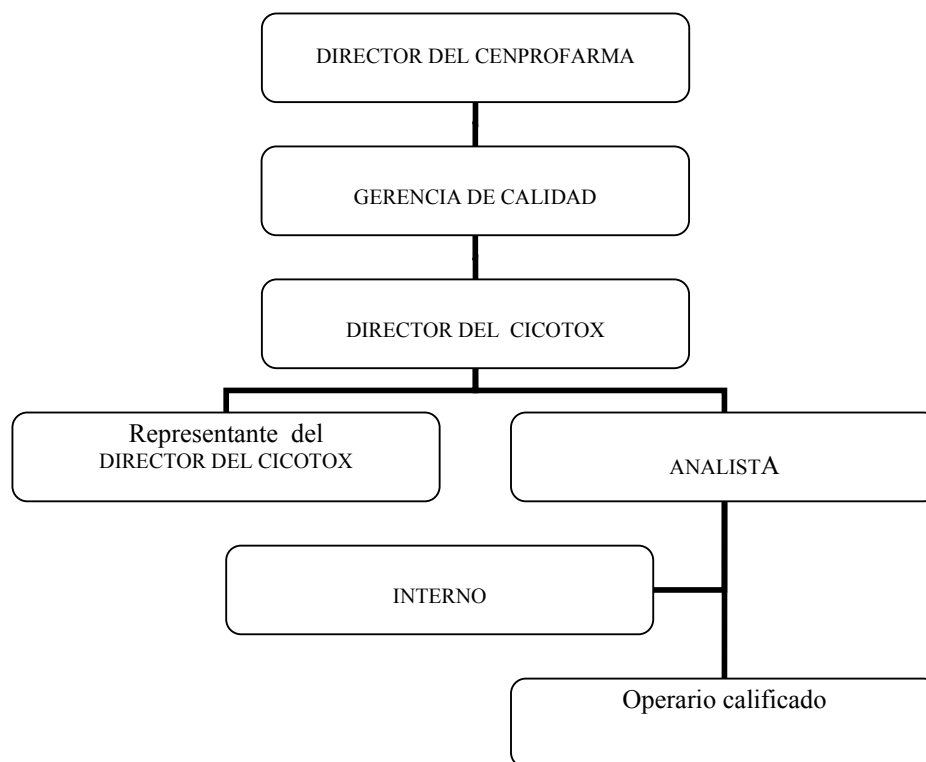 DIRECTOR DEL CENPROFARMA
GERENCIA DE CALIDAD
DIRECTOR DEL CICOTOX
Representante del
DIRECTOR DEL CICOTOX
ANALISTA
INTERNO
Operario calificado